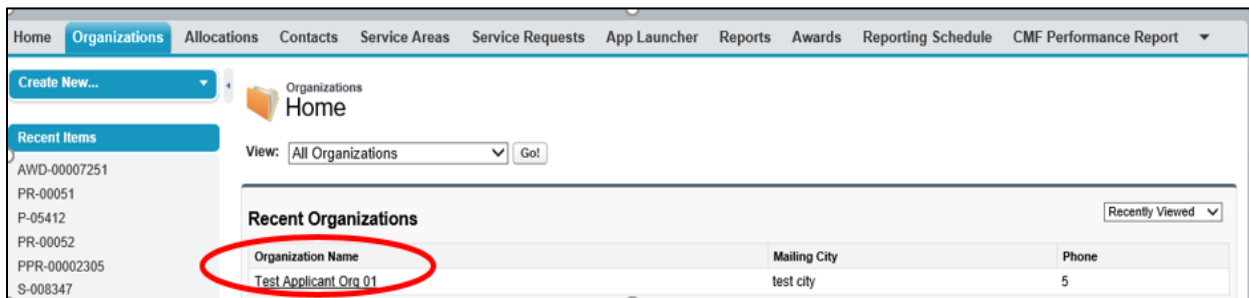 Home Organizations Allocations Contacts Service Areas Service Requests App Launcher Reports Awards Reporting Schedule CMF Performance Report
Create New...
Recent Items
AWD-00007251
PR-00051
P-05412
PR-00052
PPR-00002305
S-008347
Organizations
Home
View: All Organizations Go!
Recent Organizations Recently Viewed
Organization Name Mailing City Phone
Test Applicant Org 01 test city 5